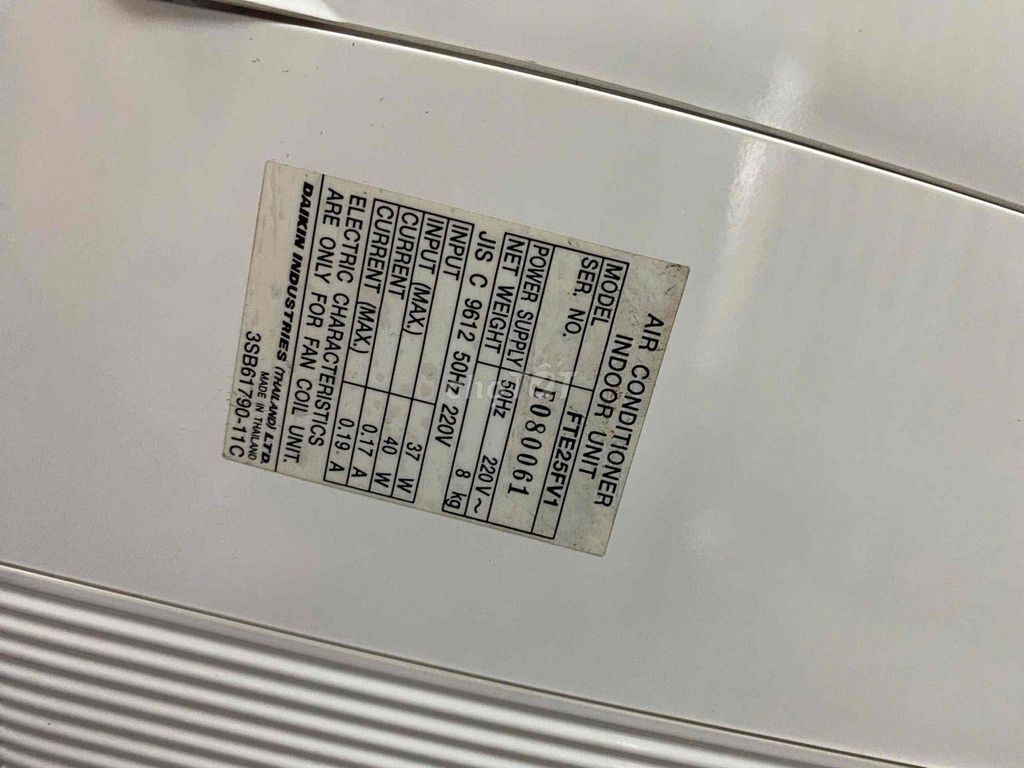 AIR CONDITIONER
INDOOR UNIT
MODEL FTE25FV1
SER. NO. E080061
POWER SUPPLY 50Hz 220V~
NET WEIGHT 8 kg
JIS C 9612 50Hz 220V
INPUT 37 W
INPUT (MAX.) 40 W
CURRENT 0.17 A
CURRENT (MAX.) 0.19 A
ELECTRIC CHARACTERISTICS
ARE ONLY FOR FAN COIL UNIT.
DAIKIN INDUSTRIES (THAILAND) LTD.
MADE IN THAILAND
3SB61790-11C